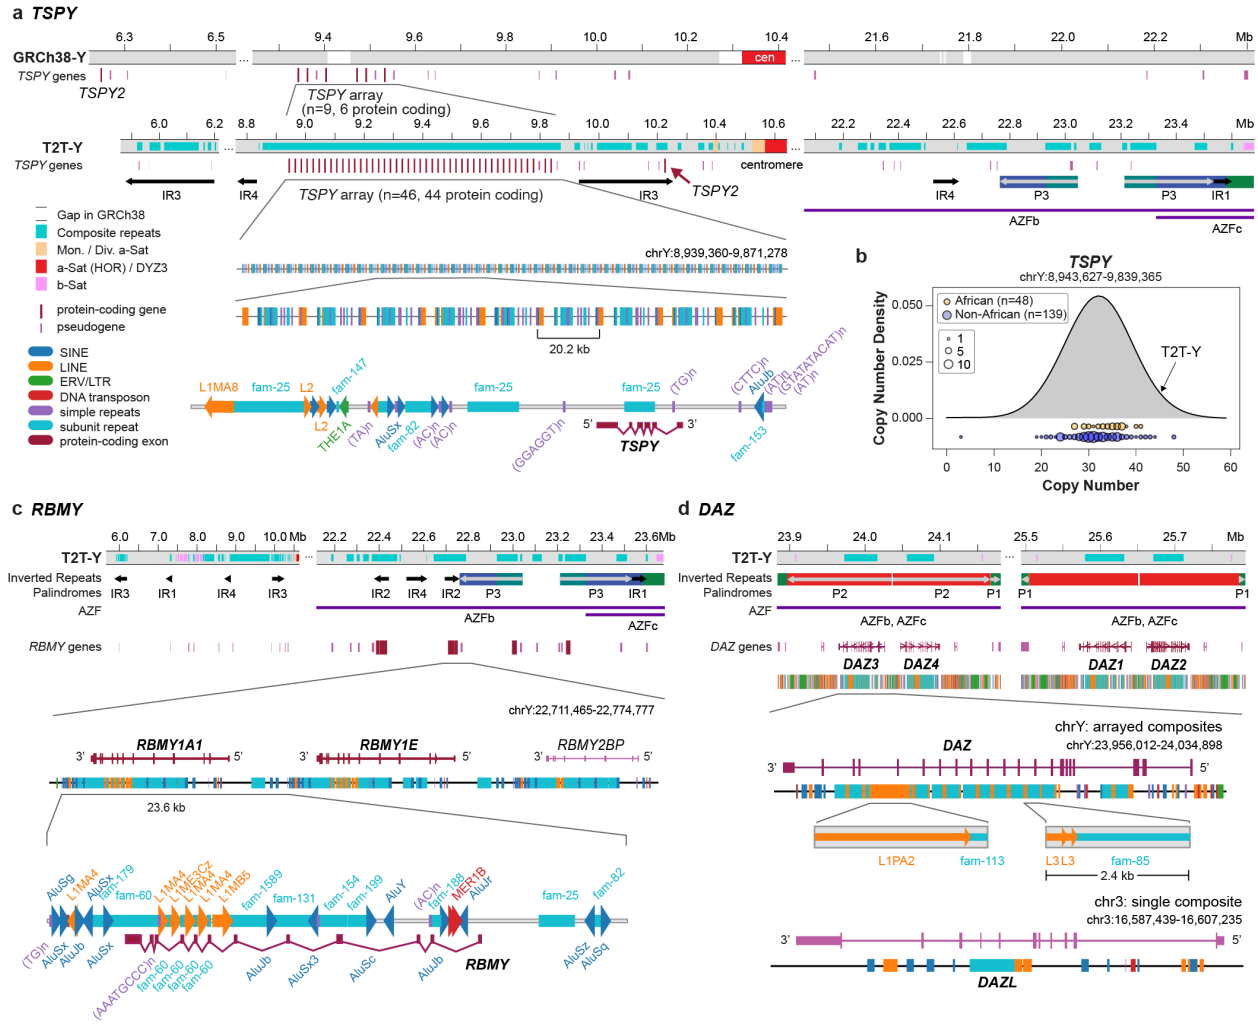 a TSPY
6.3 6.5 9.4 9.6 9.8 10.0 10.2 10.4 21.6 21.8 22.0 22.2 Mb
GRCh38-Y ... cen ...
TSPY genes
TSPY2
TSPY array
(n=9, 6 protein coding)
6.0 6.2 8.8 9.0 9.2 9.4 9.6 9.8 10.0 10.2 10.4 10.6 22.2 22.4 22.6 22.8 23.0 23.2 23.4 Mb
T2T-Y ... ...
TSPY genes centromere
IR3 IR4 TSPY array (n=46, 44 protein coding) IR3 TSPY2 IR4 P3 P3 IR1
AZFb
AZFc
Gap in GRCh38
Composite repeats
Mon. / Div. a-Sat
a-Sat (HOR) / DYZ3
b-Sat
protein-coding gene
pseudogene
SINE
LINE
ERV/LTR
DNA transposon
simple repeats
subunit repeat
protein-coding exon
chrY:8,939,360-9,871,278
20.2 kb
L1MA8 fam-25 L2 fam-147 fam-25 fam-25 (TG)n (CTTC)n AluJb (AT)n (GTATATACAT)n (AT)n
L2 THE1A (TA)n AluSx fam-82 (AC)n (AC)n (GGAGGT)n 5' TSPY 3' fam-153
b TSPY
chrY:8,943,627-9,839,365
Copy Number Density
0.050
0.025
0.000
African (n=48)
Non-African (n=139)
1
5
10
T2T-Y
0 10 20 30 40 50 60
Copy Number
c RBMY
6.0 7.0 8.0 9.0 10.0 Mb 22.2 22.4 22.6 22.8 23.0 23.2 23.4 23.6 Mb
T2T-Y ...
Inverted Repeats
Palindromes IR3 IR1 IR4 IR3 IR2 IR4 IR2 P3 P3 IR1
AZF
AZFb
AZFc
RBMY genes
chrY:22,711,465-22,774,777
3' RBMY1A1 5' 3' RBMY1E 5' 3' RBMY2BP 5'
23.6 kb
AluSg L1MA4 AluSx fam-179 fam-60 L1MA4 L1ME3Cz L1MA4 L1MA4 L1MB5 fam-1589 fam-131 fam-154 fam-199 AluY (AC)n fam-188 MER1B AluJr fam-25 fam-82
(TG)n AluSx AluJb AluSx (AAATGCCC)n fam-60 fam-60 fam-60 fam-60 AluJb AluSx3 AluSc AluJb RBMY AluSz AluSq
d DAZ
23.9 24.0 24.1 25.5 25.6 25.7 Mb
T2T-Y ...
Inverted Repeats
Palindromes P2 P2 P1 P1 P1
AZF
AZFb, AZFc AZFb, AZFc
DAZ genes
DAZ3 DAZ4 DAZ1 DAZ2
chrY: arrayed composites
chrY:23,956,012-24,034,898
DAZ
3' 5'
L1PA2 fam-113 L3 L3 fam-85
2.4 kb
chr3: single composite
chr3:16,587,439-16,607,235
3' 5'
DAZL